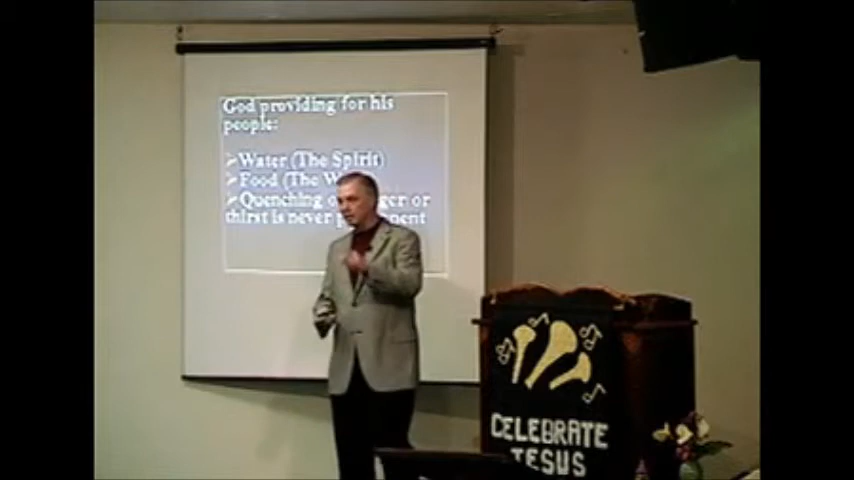 God providing for his
people:
➢Water (The Spirit)
➢Food (The
➢Quenching or
thirst is never
CELEBRATE
JESUS